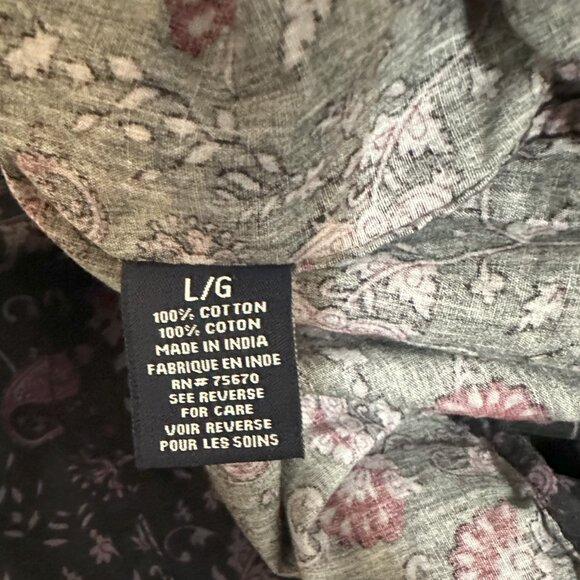 L/G
100% COTTON
100% COTON
MADE IN INDIA
FABRIQUE EN INDE
RN# 75670
SEE REVERSE
FOR CARE
VOIR REVERSE
POUR LES SOINS